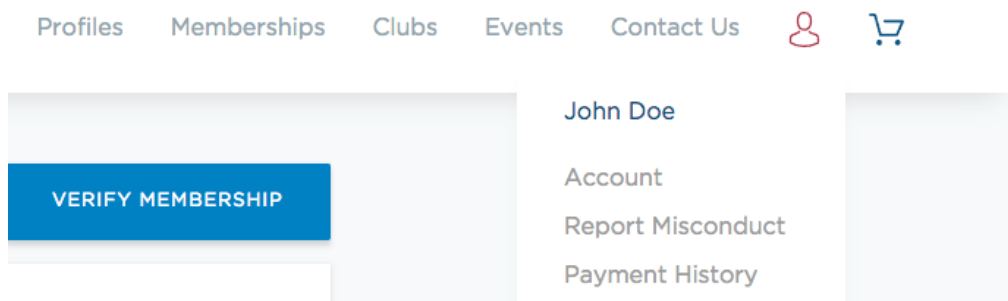 Profiles Memberships Clubs Events Contact Us
John Doe
VERIFY MEMBERSHIP
Account
Report Misconduct
Payment History